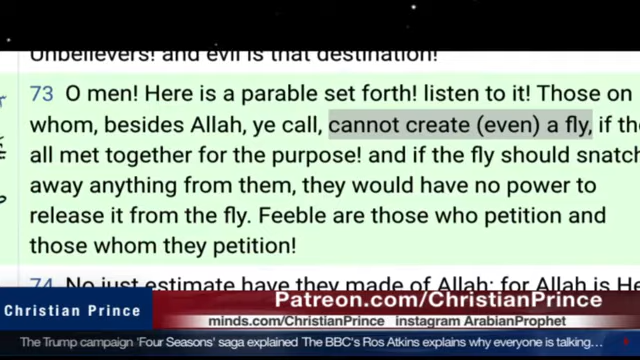 Unbelievers! and evil is that destination!
73 O men! Here is a parable set forth! listen to it! Those on
whom, besides Allah, ye call, cannot create (even) a fly, if the
all met together for the purpose! and if the fly should snatch
away anything from them, they would have no power to
release it from the fly. Feeble are those who petition and
those whom they petition!
74 No just estimate have they made of Allah: for Allah is He
Christian Prince
Patreon.com/ChristianPrince
minds.com/ChristianPrince instagram ArabianProphet
The Trump campaign 'Four Seasons' saga explained The BBC's Ros Atkins explains why everyone is talking...